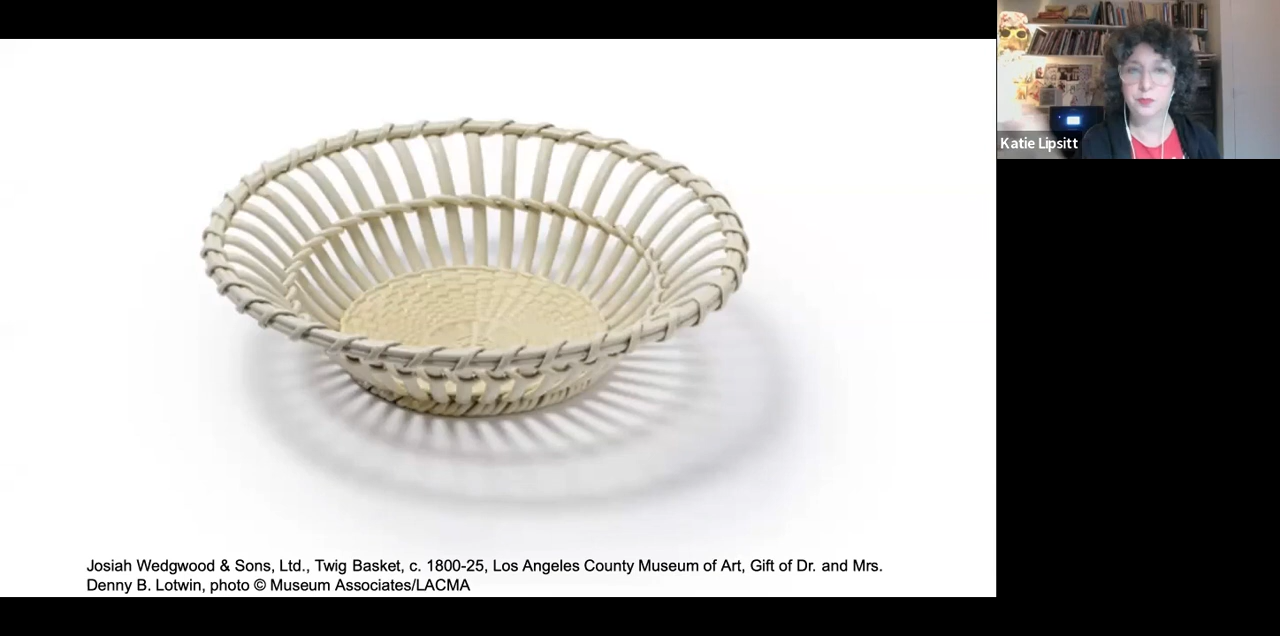 Katie Lipsitt
Josiah Wedgwood & Sons, Ltd., Twig Basket, c. 1800-25, Los Angeles County Museum of Art, Gift of Dr. and Mrs.
Denny B. Lotwin, photo © Museum Associates/LACMA